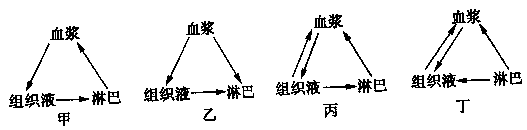 血浆 血浆 血浆 血浆
组织液 淋巴 组织液 淋巴 组织液 淋巴 组织液 淋巴
甲 乙 丙 丁